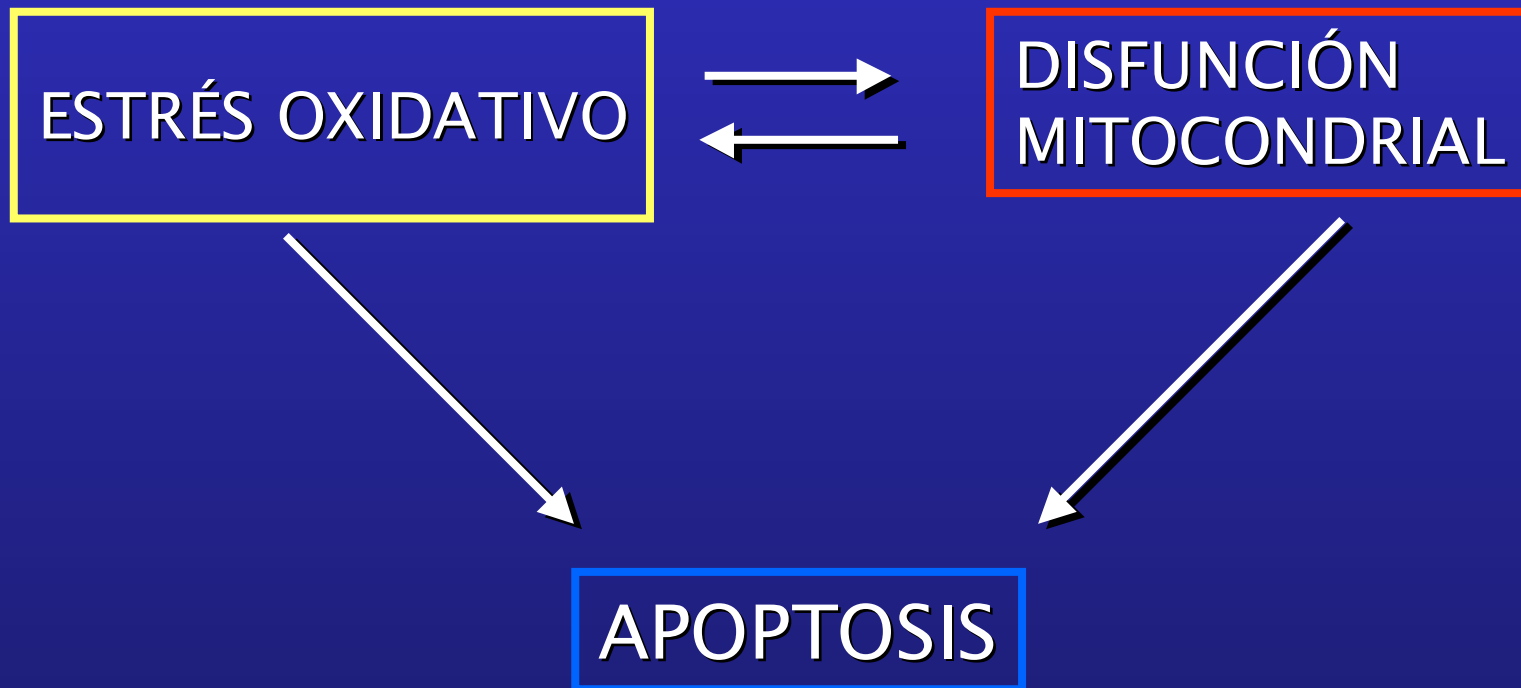 ESTRÉS OXIDATIVO
DISFUNCIÓN
MITOCONDRIAL
APOPTOSIS